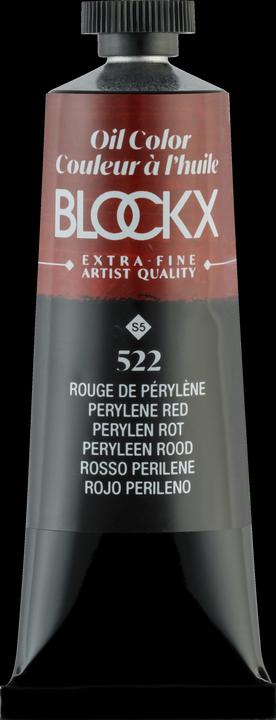 Oil Color
Couleur à l'huile
BLOCKX
EXTRA-FINE
ARTIST QUALITY
S5
522
ROUGE DE PÉRYLÈNE
PERYLENE RED
PERYLEN ROT
PERYLEEN ROOD
ROSSO PERILENE
ROJO PERILENO